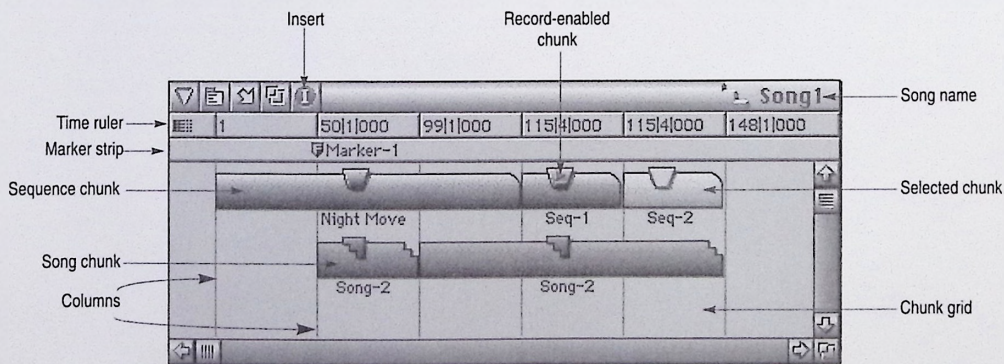 Insert
Record-enabled
chunk
Song1
Song name
Time ruler
1
50|1|000
99|1|000
115|4|000
115|4|000
148|1|000
Marker strip
Marker-1
Sequence chunk
Selected chunk
Night Move
Seq-1
Seq-2
Song chunk
Song-2
Song-2
Columns
Chunk grid